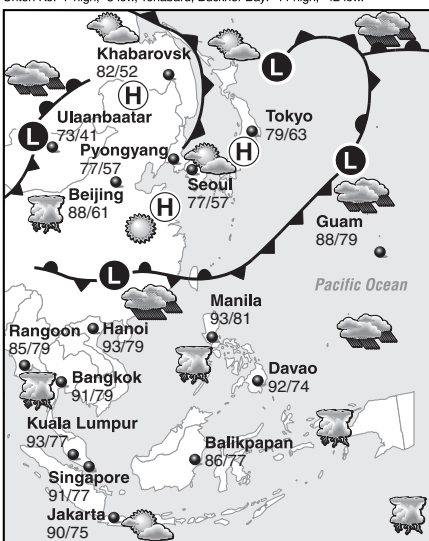 Khabarovsk
82/52
H
L
L
Ulaanbaatar
73/41
L
Tokyo
79/63
H
Pyongyang
77/57
Seoul
77/57
Beijing
88/61
H
Guam
88/79
L
Pacific Ocean
Manila
93/81
Rangoon
85/79
Hanoi
93/79
Bangkok
91/79
Davao
92/74
Kuala Lumpur
93/77
Balikpapan
86/77
Singapore
91/77
Jakarta
90/75